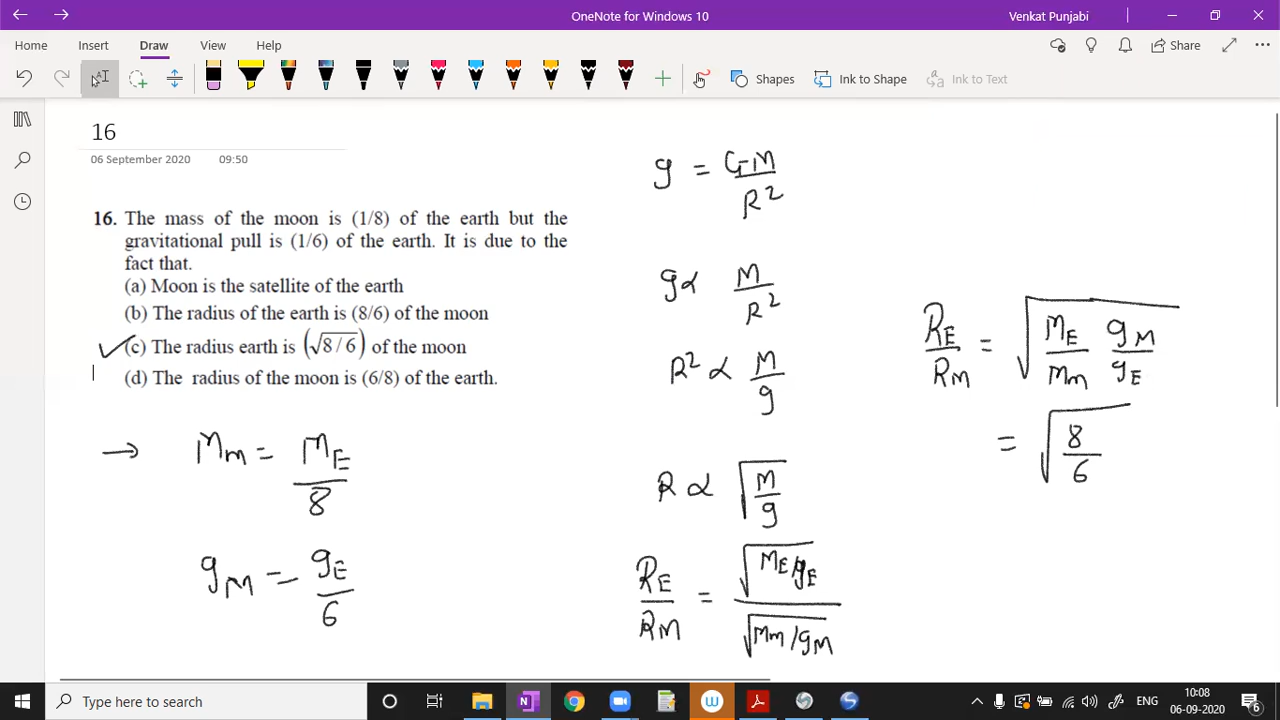 OneNote for Windows 10
Venkat Punjabi
Home Insert Draw View Help
Share
Shapes Ink to Shape Ink to Text
16
06 September 2020 09:50
16. The mass of the moon is (1/8) of the earth but the
gravitational pull is (1/6) of the earth. It is due to the
fact that.
(a) Moon is the satellite of the earth
(b) The radius of the earth is (8/6) of the moon
(c) The radius earth is (√8/6) of the moon
(d) The radius of the moon is (6/8) of the earth.
→ Mm = ME/8
gM = gE/6
g = GM/R²
g∝ M/R²
R² ∝ M/g
R ∝ √(M/g)
RE/RM = √(ME/gE) / √(Mm/gM)
RE/RM = √(ME/Mm gM/gE)
= √(8/6)
Type here to search
ENG
10:08
06-09-2020
6